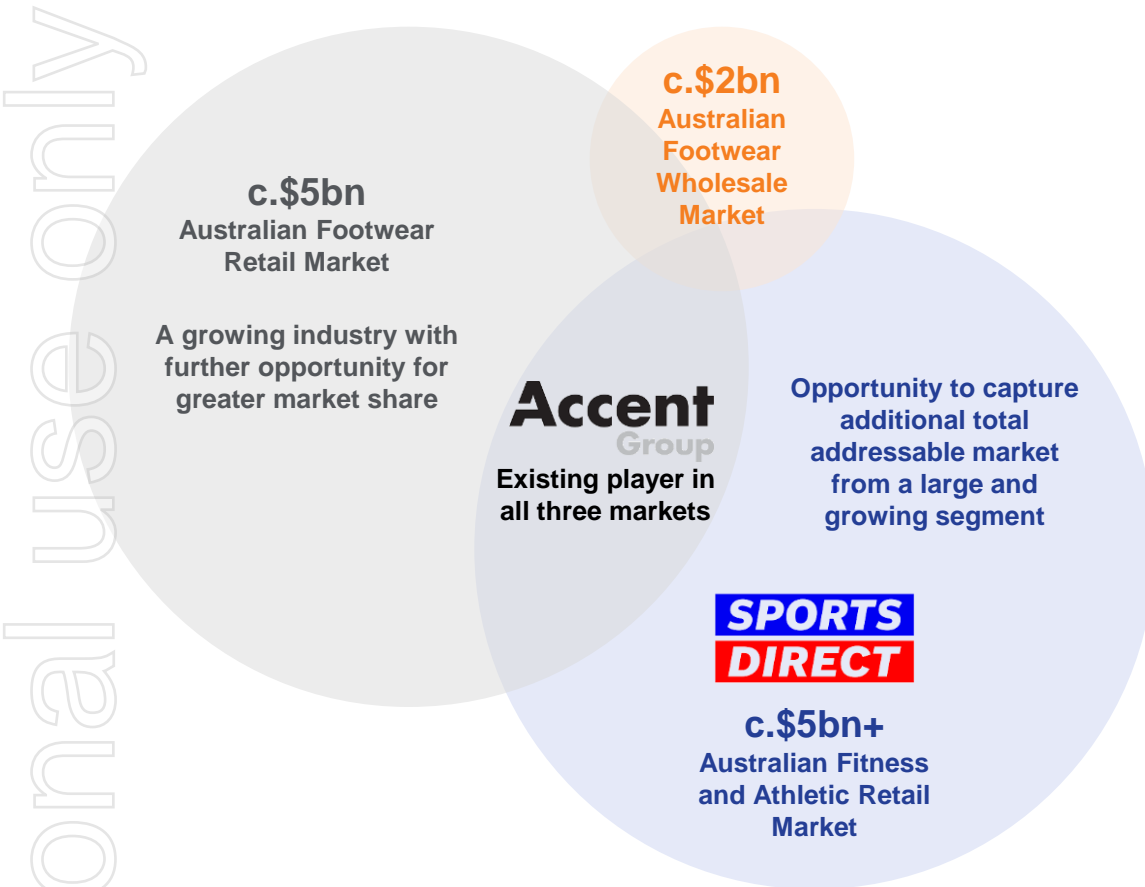 c.$5bn
Australian Footwear
Retail Market
A growing industry with
further opportunity for
greater market share
c.$2bn
Australian
Footwear
Wholesale
Market
Accent
Group
Existing player in
all three markets
Opportunity to capture
additional total
addressable market
from a large and
growing segment
SPORTS
DIRECT
c.$5bn+
Australian Fitness
and Athletic Retail
Market
onal use only